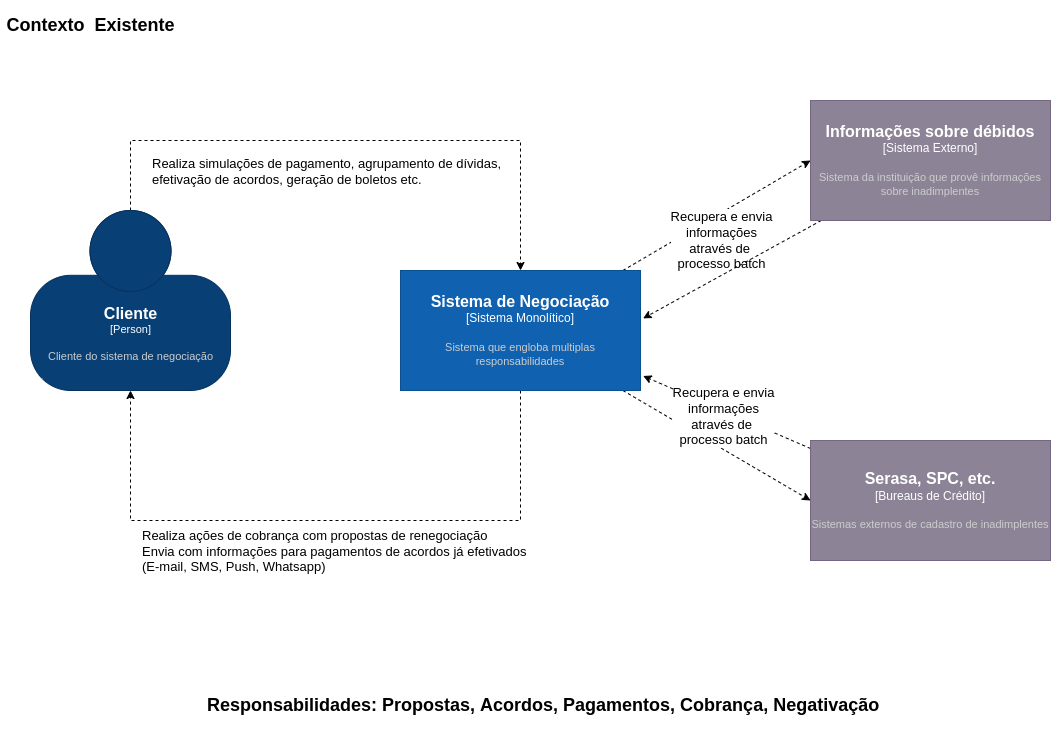 Contexto  Existente
Realiza simulações de pagamento, agrupamento de dívidas,
efetivação de acordos, geração de boletos etc.
Informações sobre débidos
[Sistema Externo]
Sistema da instituição que provê informações
sobre inadimplentes
Recupera e envia
informações
através de
processo batch
Cliente
[Person]
Cliente do sistema de negociação
Sistema de Negociação
[Sistema Monolítico]
Sistema que engloba multiplas
responsabilidades
Recupera e envia
informações
através de
processo batch
Serasa, SPC, etc.
[Bureaus de Crédito]
Sistemas externos de cadastro de inadimplentes
Realiza ações de cobrança com propostas de renegociação
Envia com informações para pagamentos de acordos já efetivados
(E-mail, SMS, Push, Whatsapp)
Responsabilidades: Propostas, Acordos, Pagamentos, Cobrança, Negativação